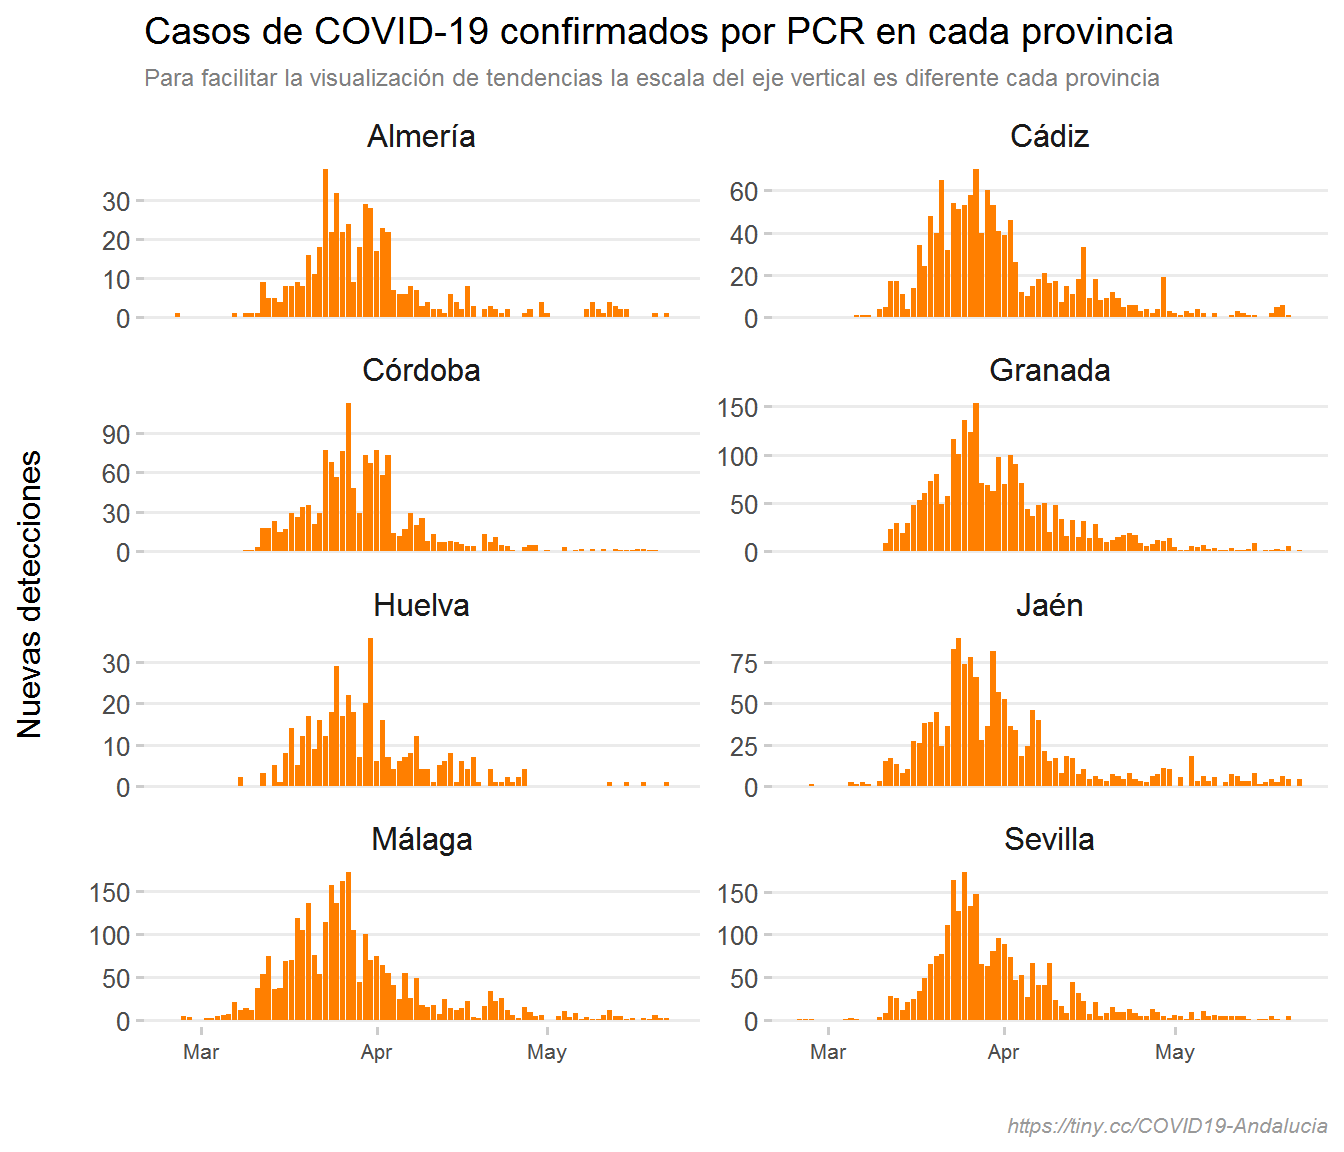 Casos de COVID-19 confirmados por PCR en cada provincia
Para facilitar la visualización de tendencias la escala del eje vertical es diferente cada provincia
Nuevas detecciones
Almería
30
20
10
0
Cádiz
60
40
20
0
Córdoba
90
60
30
0
Granada
150
100
50
0
Huelva
30
20
10
0
Jaén
75
50
25
0
Málaga
150
100
50
0
Mar Apr May
Sevilla
150
100
50
0
Mar Apr May
https://tiny.cc/COVID19-Andalucia